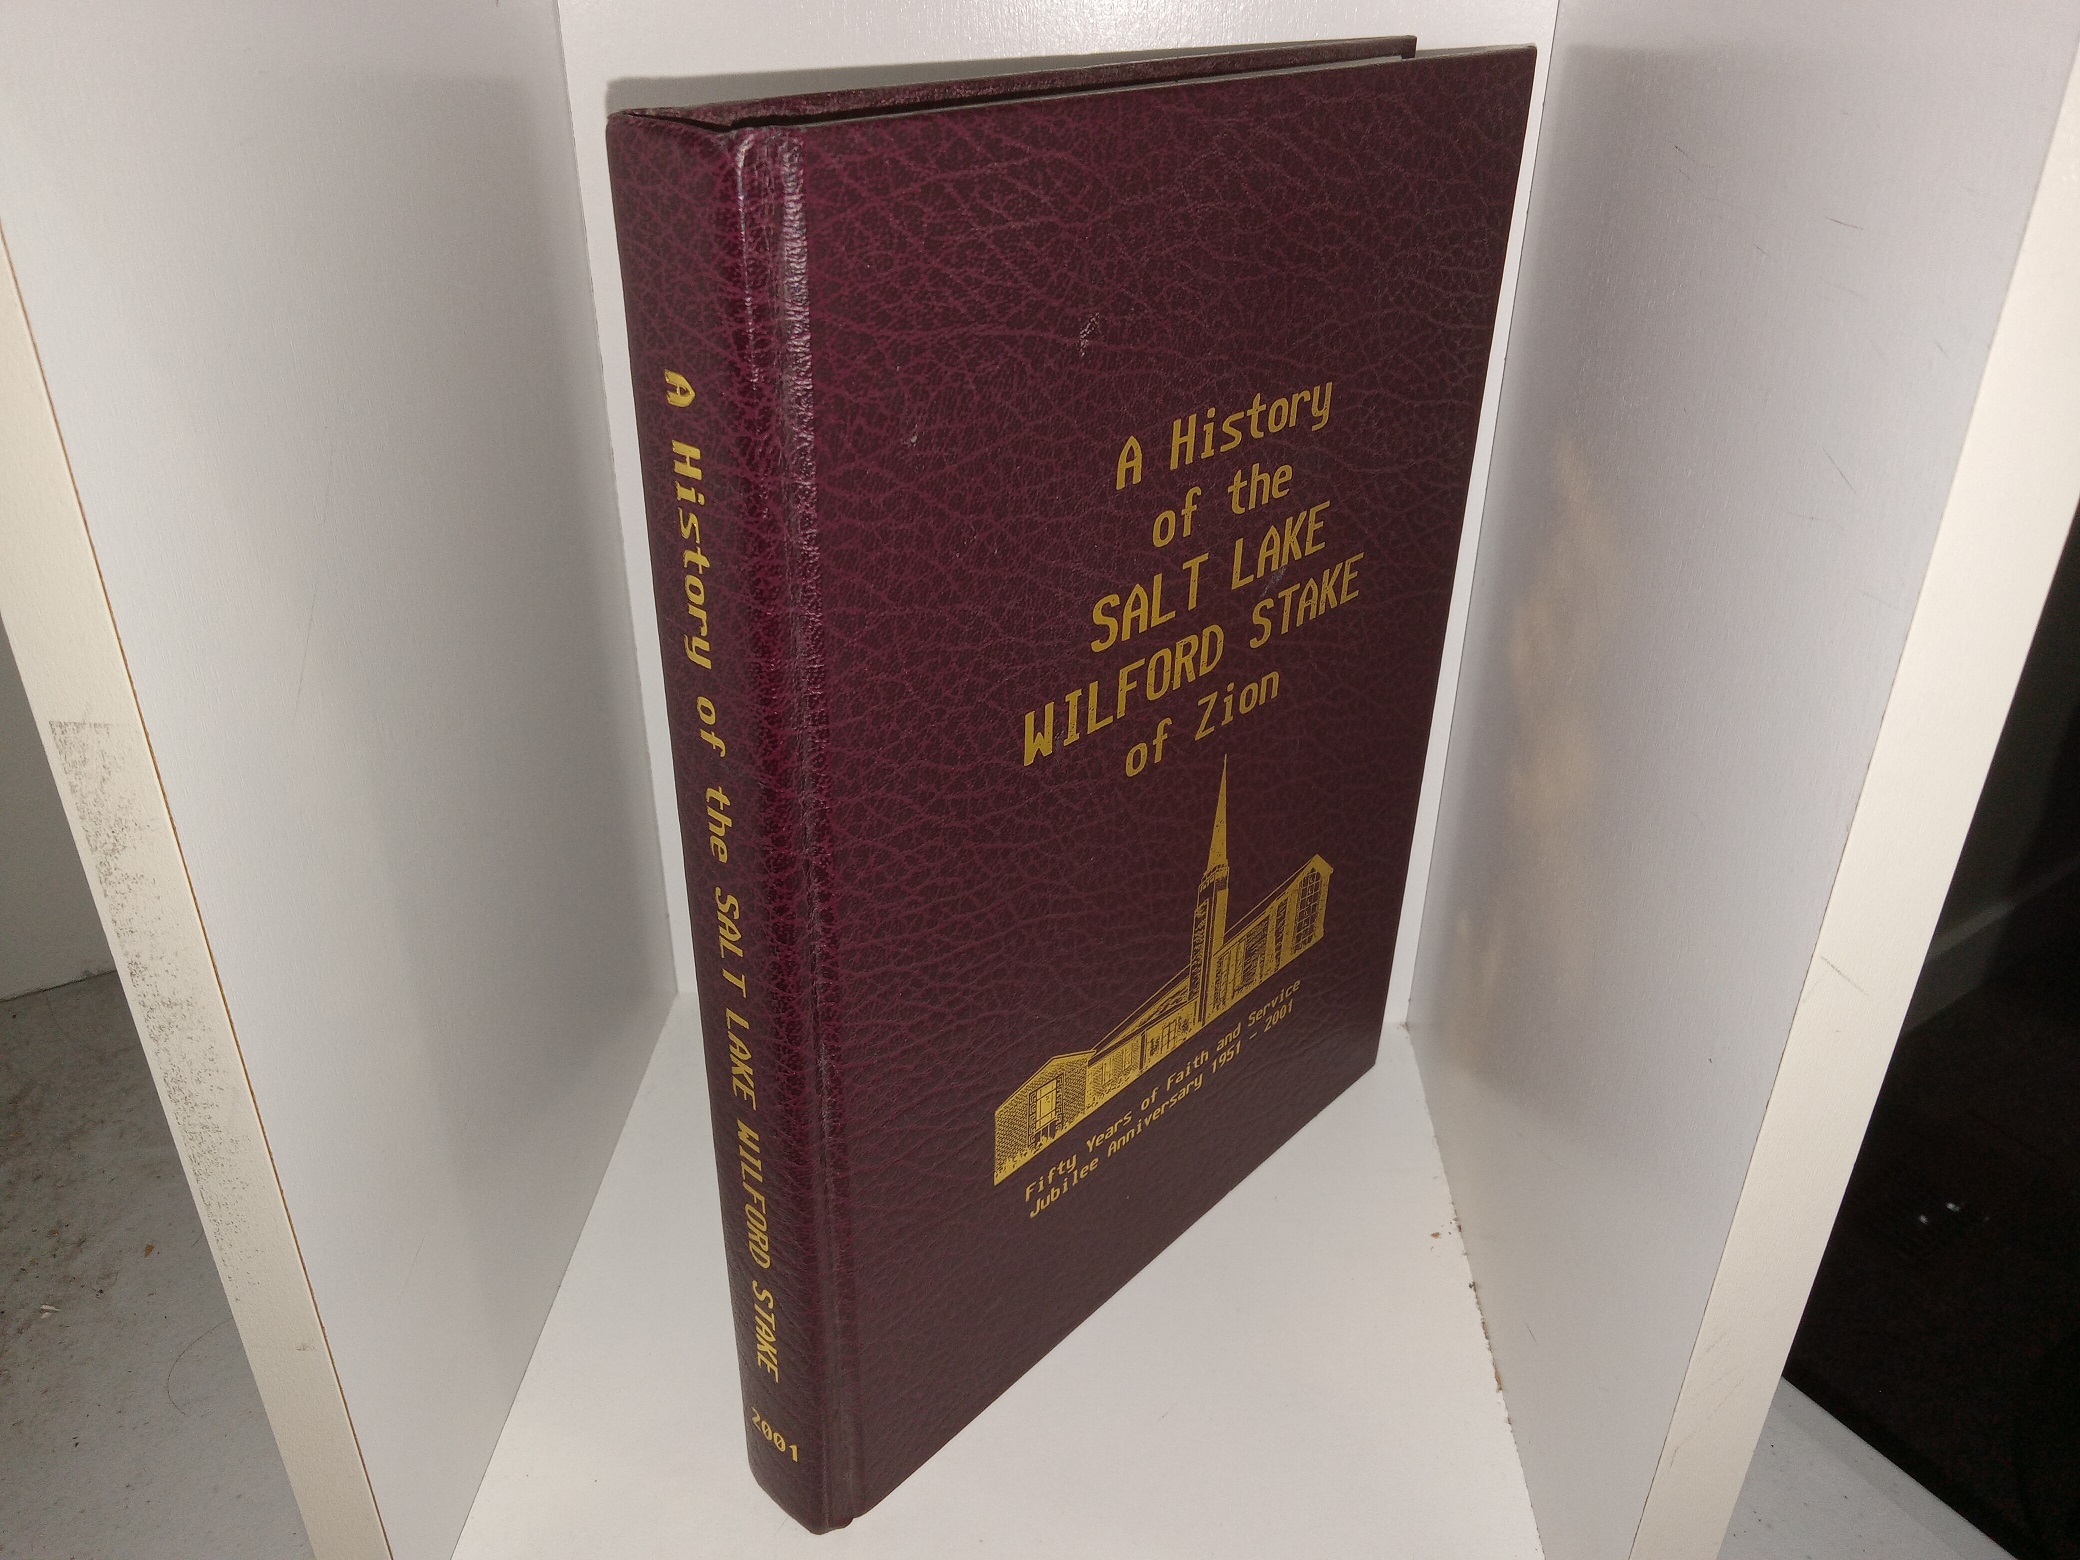 A History of the SALT LAKE WILFORD STAKE 2001
A History
of the
SALT LAKE
WILFORD STAKE
of Zion
Fifty Years of Faith and Service
Jubilee Anniversary 1951 - 2001